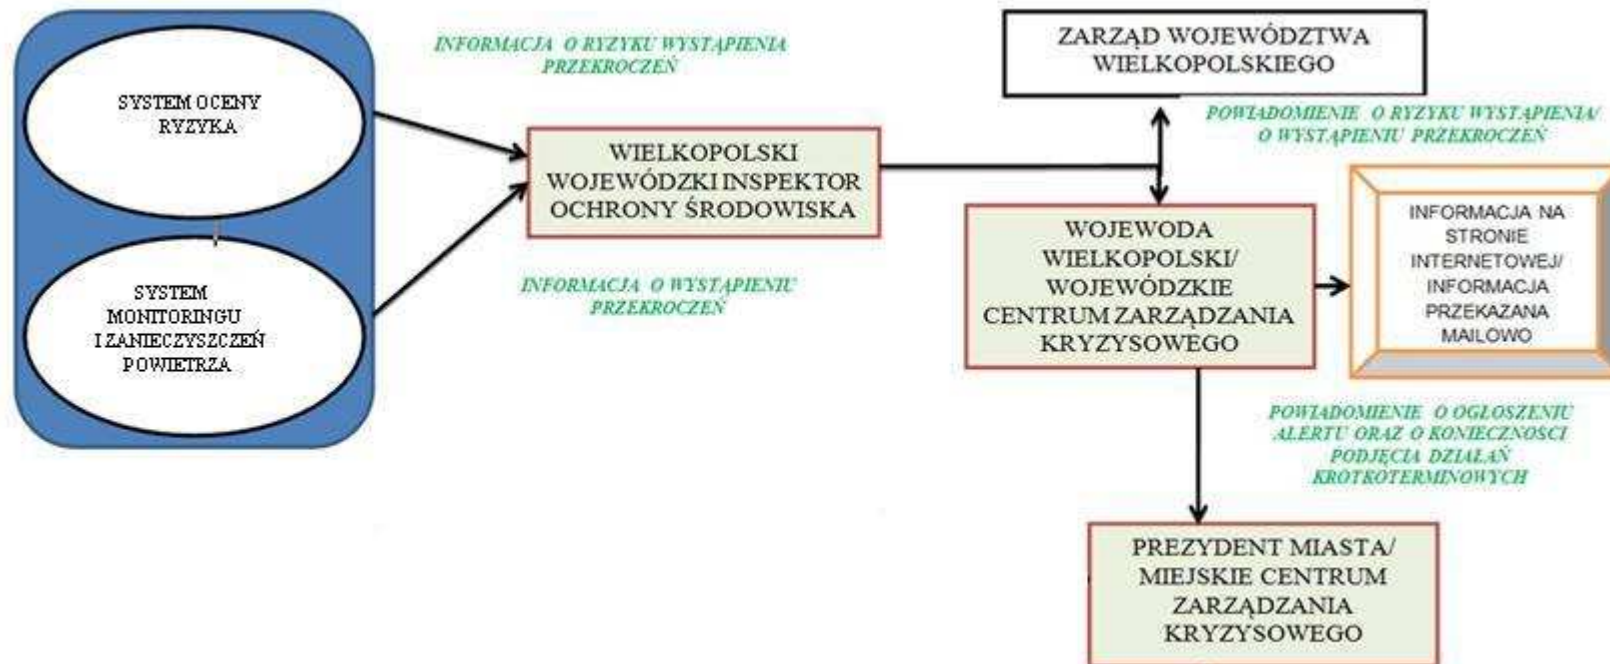 SYSTEM OCENY
RYZYKA
SYSTEM
MONITORINGU
I ZANIECZYSZCZEŃ
POWIETRZA
INFORMACJA O RYZYKU WYSTĄPIENIA
PRZEKROCZEŃ
WIELKOPOLSKI
WOJEWÓDZKI INSPEKTOR
OCHRONY ŚRODOWISKA
INFORMACJA O WYSTĄPIENIU
PRZEKROCZEŃ
ZARZĄD WOJEWÓDZTWA
WIELKOPOLSKIEGO
POWIADOMIENIE O RYZYKU WYSTĄPIENIA/
O WYSTĄPIENIU PRZEKROCZEŃ
WOJEWODA
WIELKOPOLSKI/
WOJEWÓDZKIE
CENTRUM ZARZĄDZANIA
KRYZYSOWEGO
INFORMACJA NA
STRONIE
INTERNETOWEJ/
INFORMACJA
PRZEKAZANA
MAILOWO
POWIADOMIENIE O OGŁOSZENIU
ALERTU ORAZ O KONIECZNOŚCI
PODJĘCIA DZIAŁAŃ
KROTKOTERMINOWYCH
PREZYDENT MIASTA/
MIEJSKIE CENTRUM
ZARZĄDZANIA
KRYZYSOWEGO